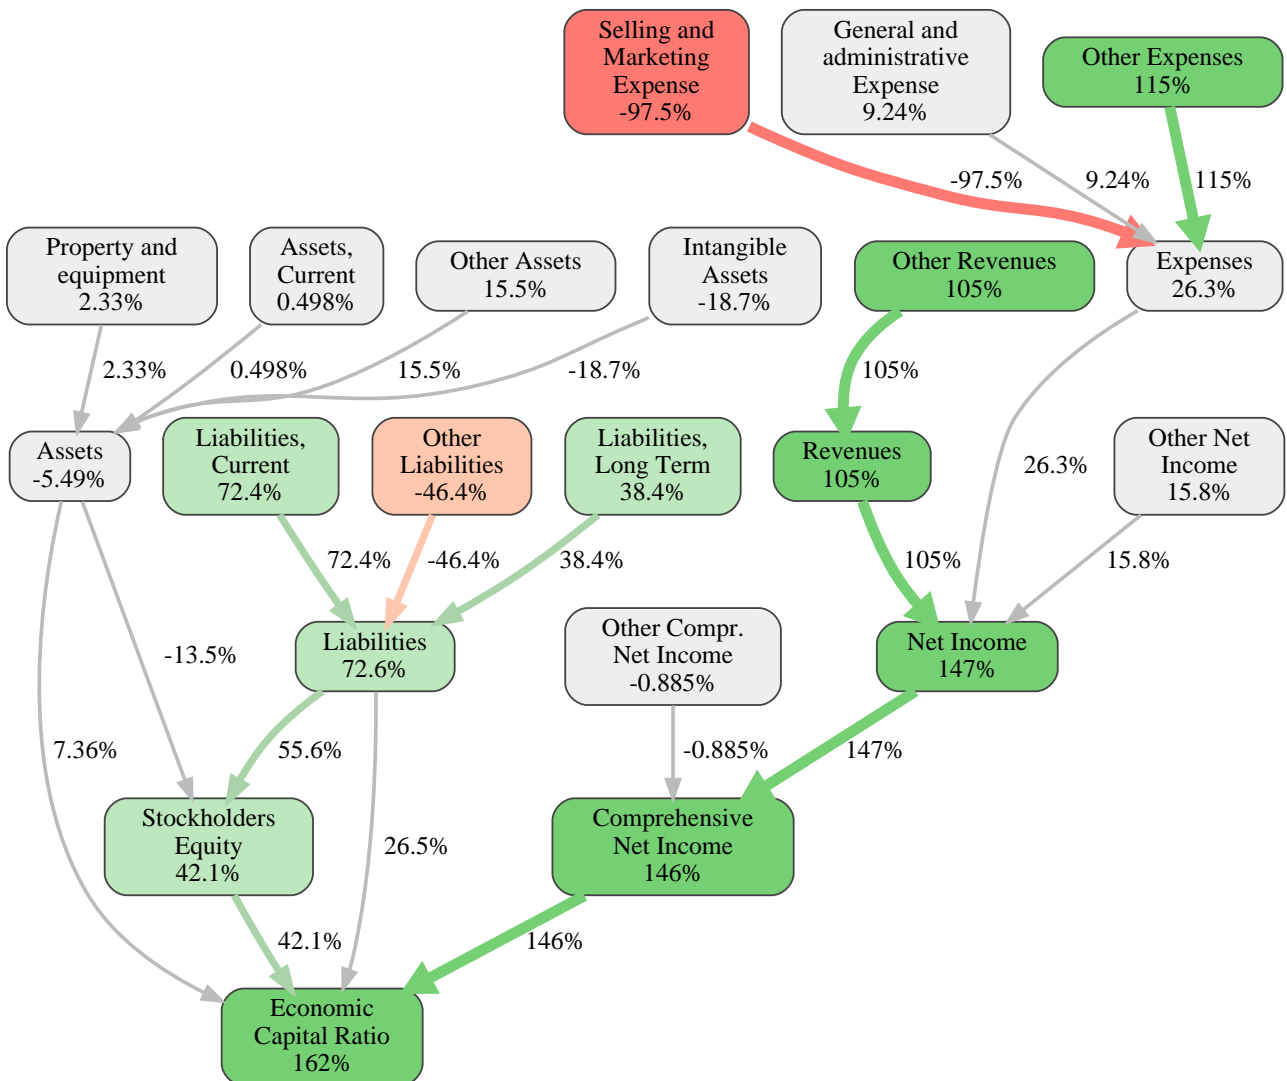 Selling and
Marketing
Expense
-97.5%
General and
administrative
Expense
9.24%
Other Expenses
115%
-97.5%
9.24%
115%
Property and
equipment
2.33%
Assets,
Current
0.498%
Other Assets
15.5%
Intangible
Assets
-18.7%
Other Revenues
105%
Expenses
26.3%
2.33%
0.498%
15.5%
-18.7%
105%
Assets
-5.49%
Liabilities,
Current
72.4%
Other
Liabilities
-46.4%
Liabilities,
Long Term
38.4%
Revenues
105%
26.3%
Other Net
Income
15.8%
72.4%
-46.4%
38.4%
105%
15.8%
-13.5%
Liabilities
72.6%
Other Compr.
Net Income
-0.885%
Net Income
147%
7.36%
55.6%
-0.885%
147%
Stockholders
Equity
42.1%
26.5%
Comprehensive
Net Income
146%
42.1%
146%
Economic
Capital Ratio
162%